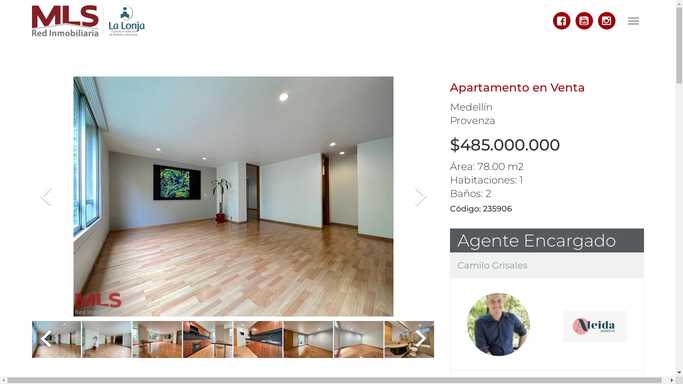 MLS
Red Inmobiliaria
La Lonja
Apartamento en Venta
Medellín
Provenza
$485.000.000
Área: 78.00 m2
Habitaciones: 1
Baños: 2
Código: 235906
Agente Encargado
Camilo Grisales
MLS
Red Inmobiliaria
Aleida